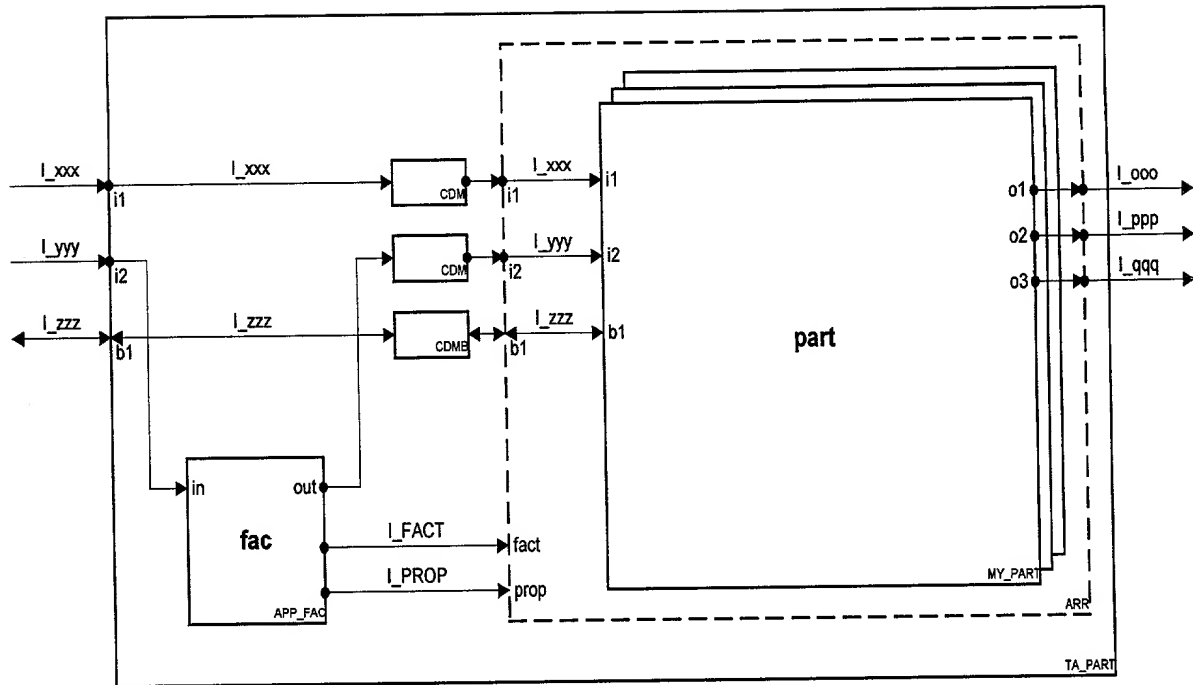 I_xxx
I_xxx
I_xxx
i1
CDM
i1
i1
o1
I_ooo
I_yyy
i2
CDM
I_yyy
i2
i2
o2
I_ppp
I_zzz
I_zzz
b1
CDMB
I_zzz
b1
b1
o3
I_qqq
part
in
out
fac
I_FACT
fact
I_PROP
prop
APP_FAC
MY_PART
ARR
TA_PART